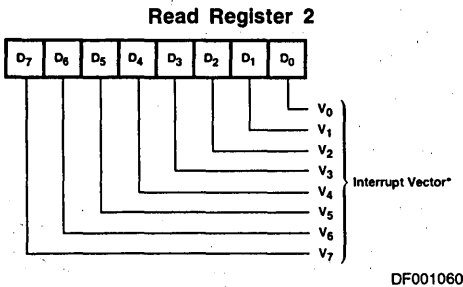 Read Register 2
D7 D6 D5 D4 D3 D2 D1 D0
V0
V1
V2
V3
V4
Interrupt Vector*
V5
V6
V7
DF001060